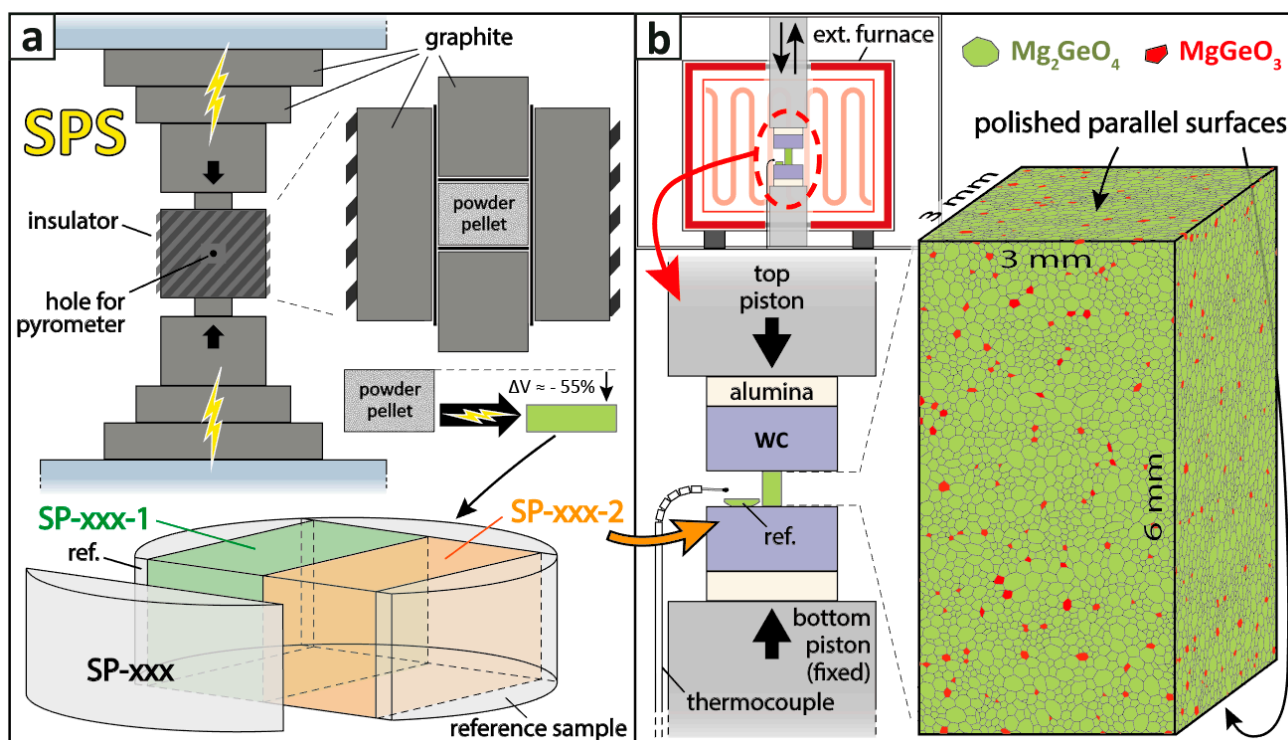 a
graphite
SPS
insulator
hole for
pyrometer
powder
pellet
powder
pellet
ΔV ≈ - 55%
SP-xxx-1
SP-xxx-2
ref.
SP-xxx
reference sample
b
ext. furnace
Mg₂GeO₄
MgGeO₃
polished parallel surfaces
3 mm
3 mm
6 mm
top
piston
alumina
WC
ref.
bottom
piston
(fixed)
thermocouple